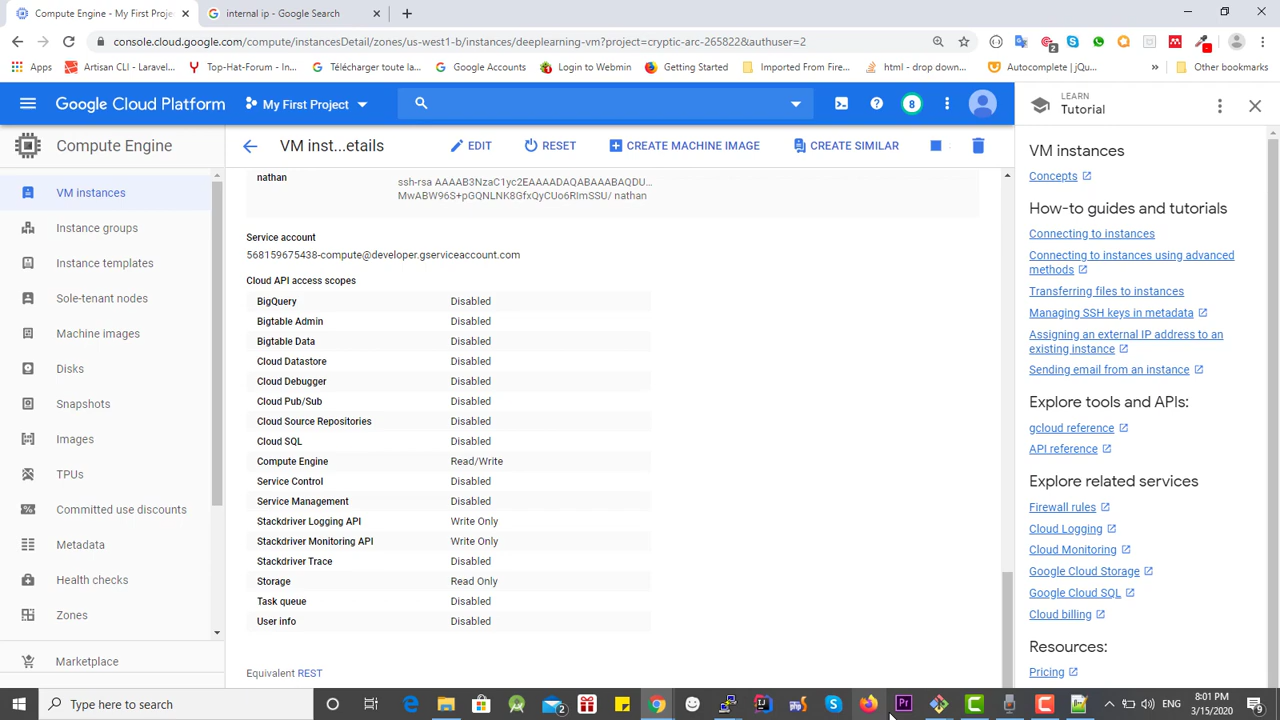 Compute Engine - My First Proje
internal ip - Google Search
console.cloud.google.com/compute/instancesDetail/zones/us-west1-b/instances/deeplearning-vm?project=cryptic-arc-265822&authuser=2
Apps
Artisan CLI - Laravel...
Top-Hat-Forum - In...
Télécharger toute la...
Google Accounts
Login to Webmin
Getting Started
Imported From Fire...
html - drop down...
Autocomplete | jQu...
Other bookmarks
Google Cloud Platform
My First Project
8
LEARN
Tutorial
Compute Engine
VM inst...etails
EDIT
RESET
CREATE MACHINE IMAGE
CREATE SIMILAR
VM instances
Instance groups
Instance templates
Sole-tenant nodes
Machine images
Disks
Snapshots
Images
TPUs
Committed use discounts
Metadata
Health checks
Zones
Marketplace
nathan
ssh-rsa AAAAB3NzaC1yc2EAAAADAQABAAABAQDU...
MwABW96S+pGQNLNK8GfxQyCUo6RImSSU/ nathan
Service account
568159675438-compute@developer.gserviceaccount.com
Cloud API access scopes
BigQuery Disabled
Bigtable Admin Disabled
Bigtable Data Disabled
Cloud Datastore Disabled
Cloud Debugger Disabled
Cloud Pub/Sub Disabled
Cloud Source Repositories Disabled
Cloud SQL Disabled
Compute Engine Read/Write
Service Control Disabled
Service Management Disabled
Stackdriver Logging API Write Only
Stackdriver Monitoring API Write Only
Stackdriver Trace Disabled
Storage Read Only
Task queue Disabled
User info Disabled
Equivalent REST
VM instances
Concepts
How-to guides and tutorials
Connecting to instances
Connecting to instances using advanced
methods
Transferring files to instances
Managing SSH keys in metadata
Assigning an external IP address to an
existing instance
Sending email from an instance
Explore tools and APIs:
gcloud reference
API reference
Explore related services
Firewall rules
Cloud Logging
Cloud Monitoring
Google Cloud Storage
Google Cloud SQL
Cloud billing
Resources:
Pricing
Type here to search
8:01 PM
3/15/2020